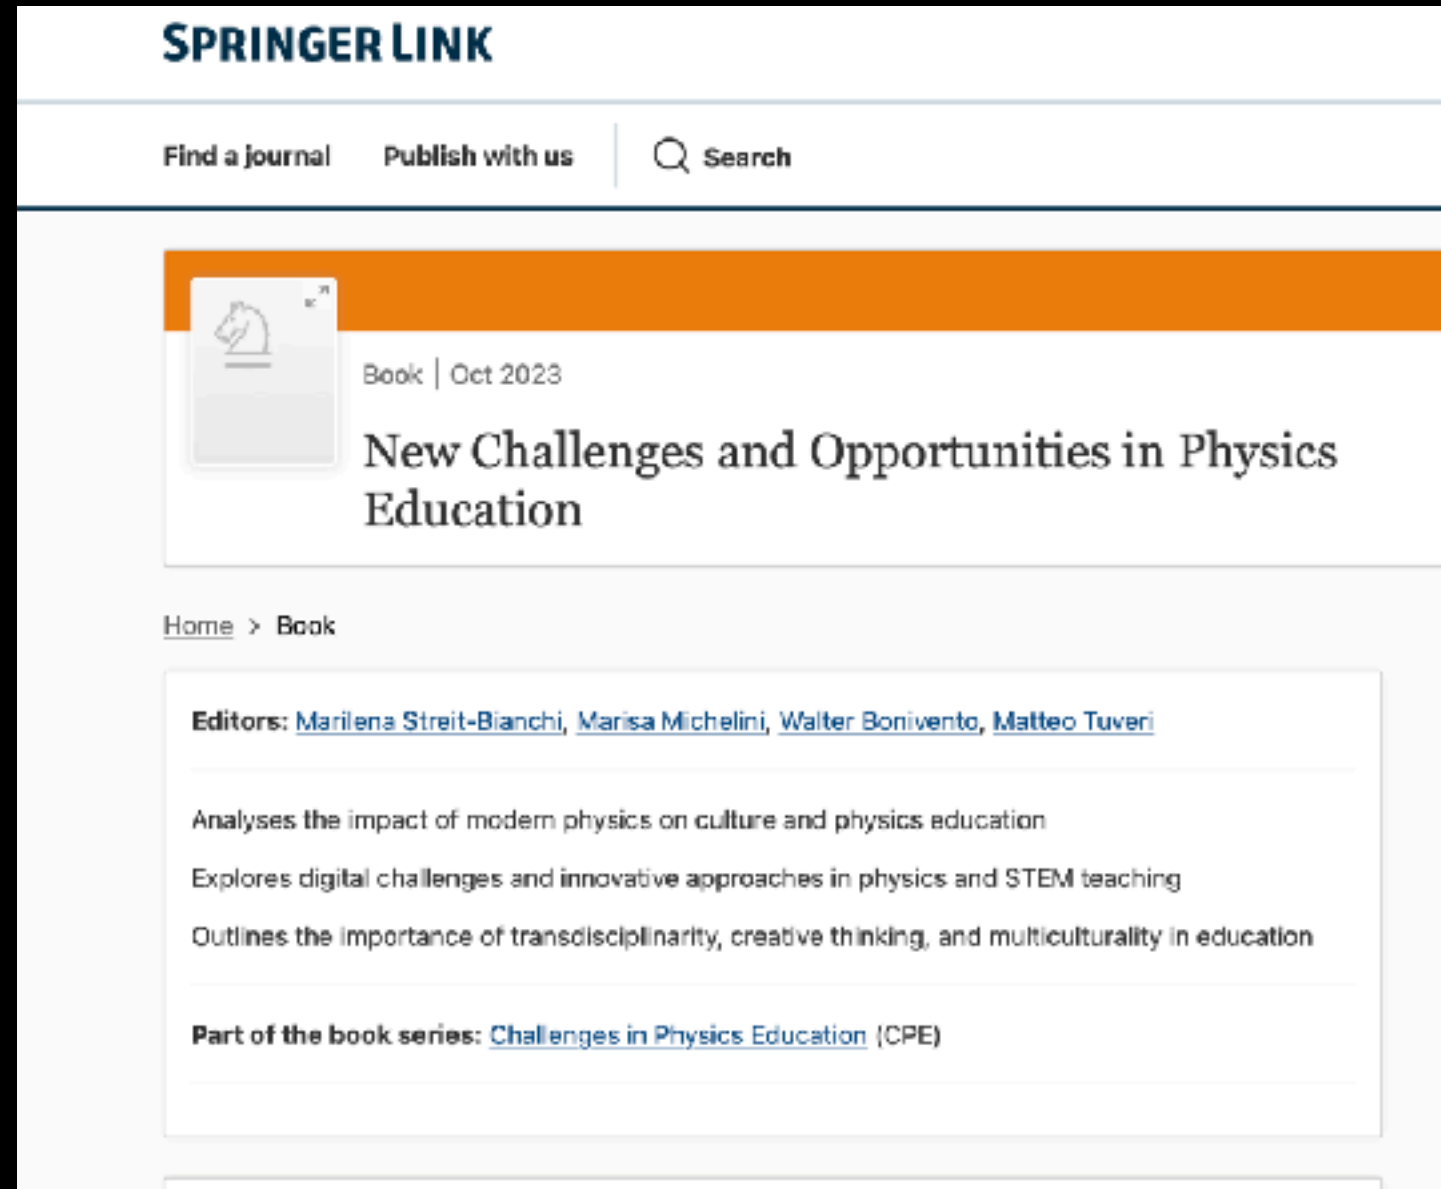 SPRINGER LINK
Find a journal Publish with us Search
Book | Oct 2023
New Challenges and Opportunities in Physics
Education
Home > Book
Editors: Marilena Streit-Bianchi, Marisa Michelini, Walter Bonivento, Matteo Tuveri
Analyses the impact of modern physics on culture and physics education
Explores digital challenges and innovative approaches in physics and STEM teaching
Outlines the importance of transdisciplinarity, creative thinking, and multiculturality in education
Part of the book series: Challenges in Physics Education (CPE)